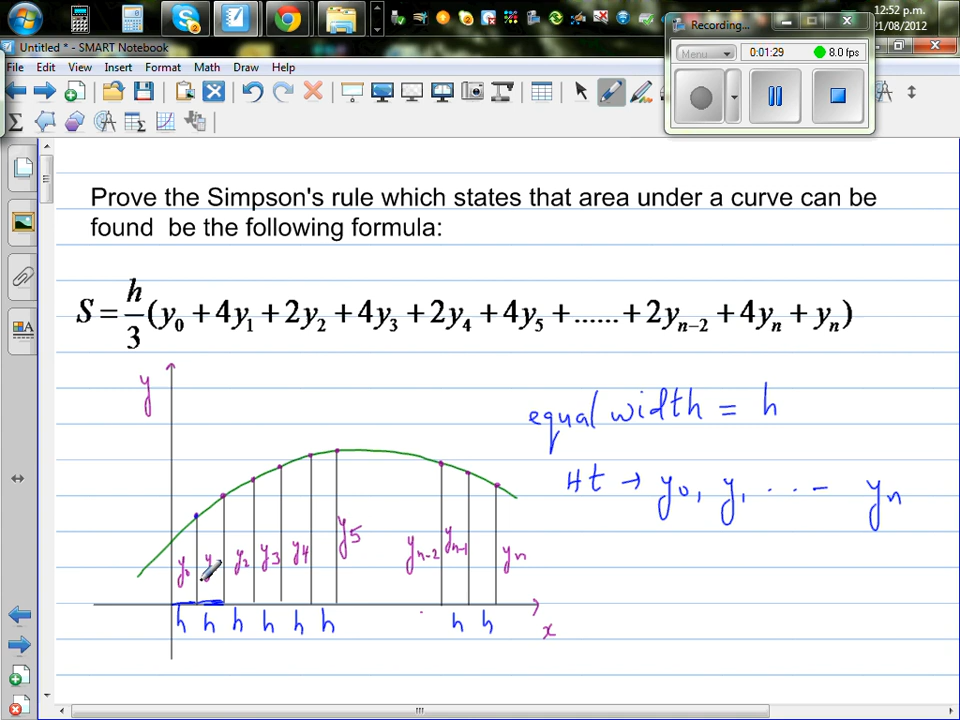 12:52 p.m.
21/08/2012
Recording...
Untitled * - SMART Notebook
File Edit View Insert Format Math Draw Help
Menu 0:01:29 8.0 fps
Prove the Simpson's rule which states that area under a curve can be
found be the following formula:
S = h/3 (y₀ + 4y₁ + 2y₂ + 4y₃ + 2y₄ + 4y₅ + ...... + 2yₙ₋₂ + 4yₙ + yₙ)
y
equal width = h
Ht → y₀, y, ... – yₙ
y₀ y₂ y₃ y₄ y₅ yₙ₋₂ yₙ₋₁ yₙ
h h h h h h h h
x